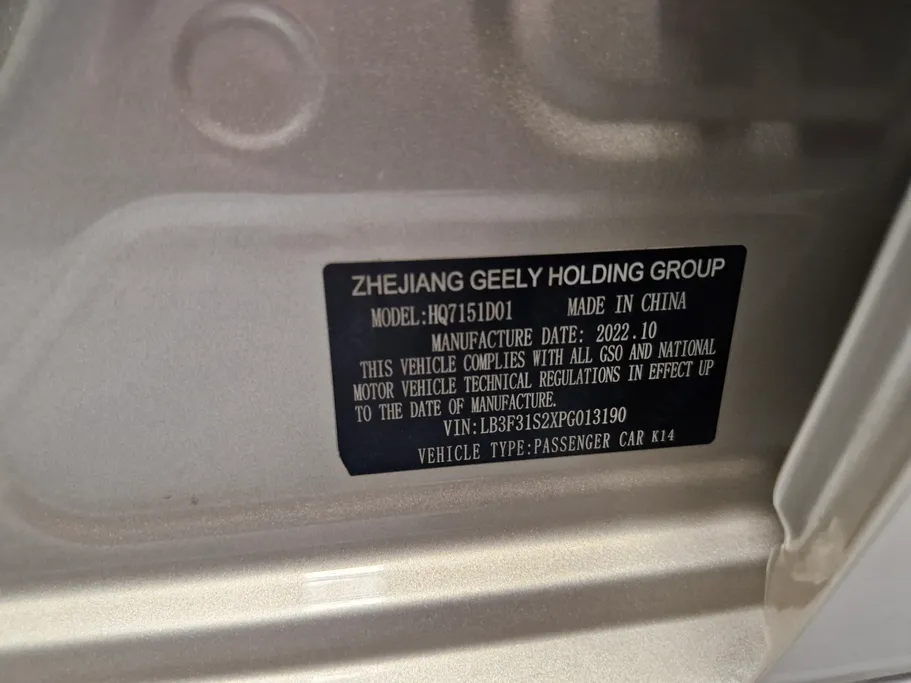 ZHEJIANG GEELY HOLDING GROUP
MODEL:HQ7151D01 MADE IN CHINA
MANUFACTURE DATE: 2022.10
THIS VEHICLE COMPLIES WITH ALL GSO AND NATIONAL
MOTOR VEHICLE TECHNICAL REGULATIONS IN EFFECT UP
TO THE DATE OF MANUFACTURE.
VIN:LB3F31S2XPG013190
VEHICLE TYPE:PASSENGER CAR K14